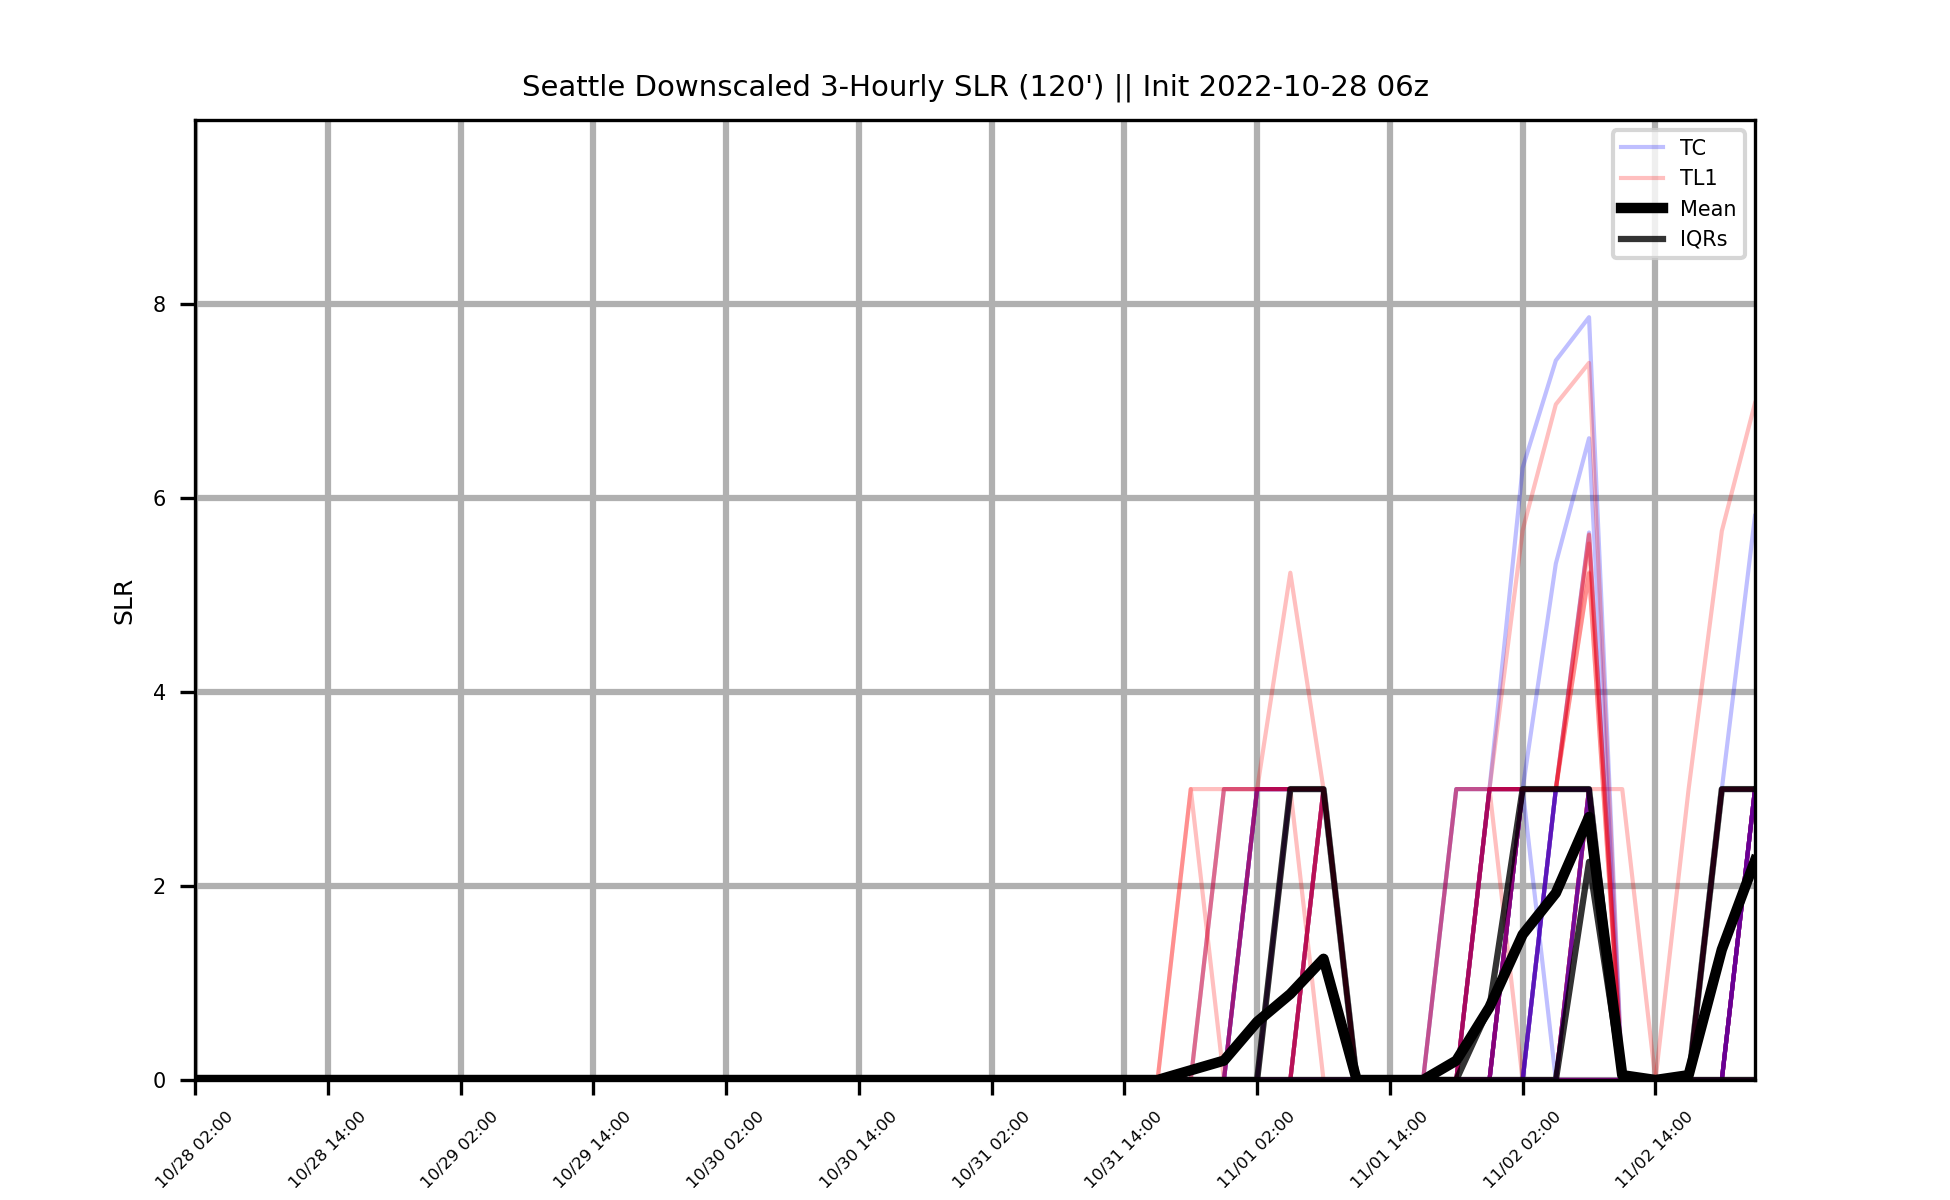 Seattle Downscaled 3-Hourly SLR (120') || Init 2022-10-28 06z
TC
TL1
Mean
IQRs
SLR
8
6
4
2
0
10/28 02:00
10/28 14:00
10/29 02:00
10/29 14:00
10/30 02:00
10/30 14:00
10/31 02:00
10/31 14:00
11/01 02:00
11/01 14:00
11/02 02:00
11/02 14:00